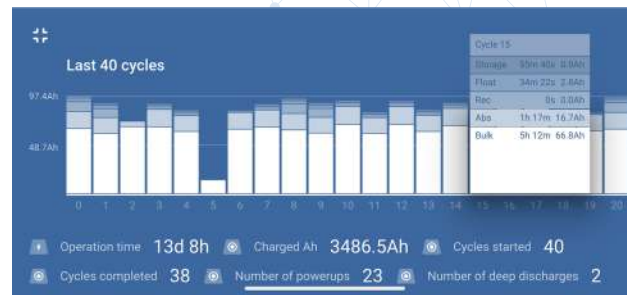 Last 40 cycles
97.4Ah
48.7Ah
Cycle 15
Storage 55m 40s 0.9Ah
Float 34m 22s 2.8Ah
Rec 0s 0.0Ah
Abs 1h 17m 16.7Ah
Bulk 5h 12m 66.8Ah
0 1 2 3 4 5 6 7 8 9 10 11 12 13 14 15 16 17 18 19 20
Operation time 13d 8h Charged Ah 3486.5Ah Cycles started 40
Cycles completed 38 Number of powerups 23 Number of deep discharges 2